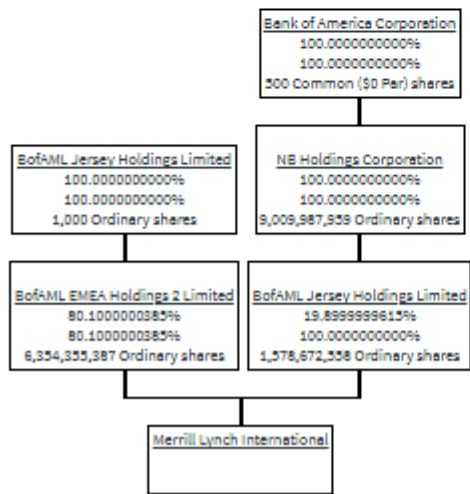 Bank of America Corporation
100.0000000000%
100.0000000000%
300 Common ($0 Par) shares
BofAML Jersey Holdings Limited
100.0000000000%
100.0000000000%
1,000 Ordinary shares
NB Holdings Corporation
100.0000000000%
100.0000000000%
9,009,987,939 Ordinary shares
BofAML EMEA Holdings 2 Limited
80.1000000385%
80.1000000385%
6,354,355,387 Ordinary shares
BofAML Jersey Holdings Limited
19.8999999615%
100.0000000000%
1,578,672,558 Ordinary shares
Merrill Lynch International